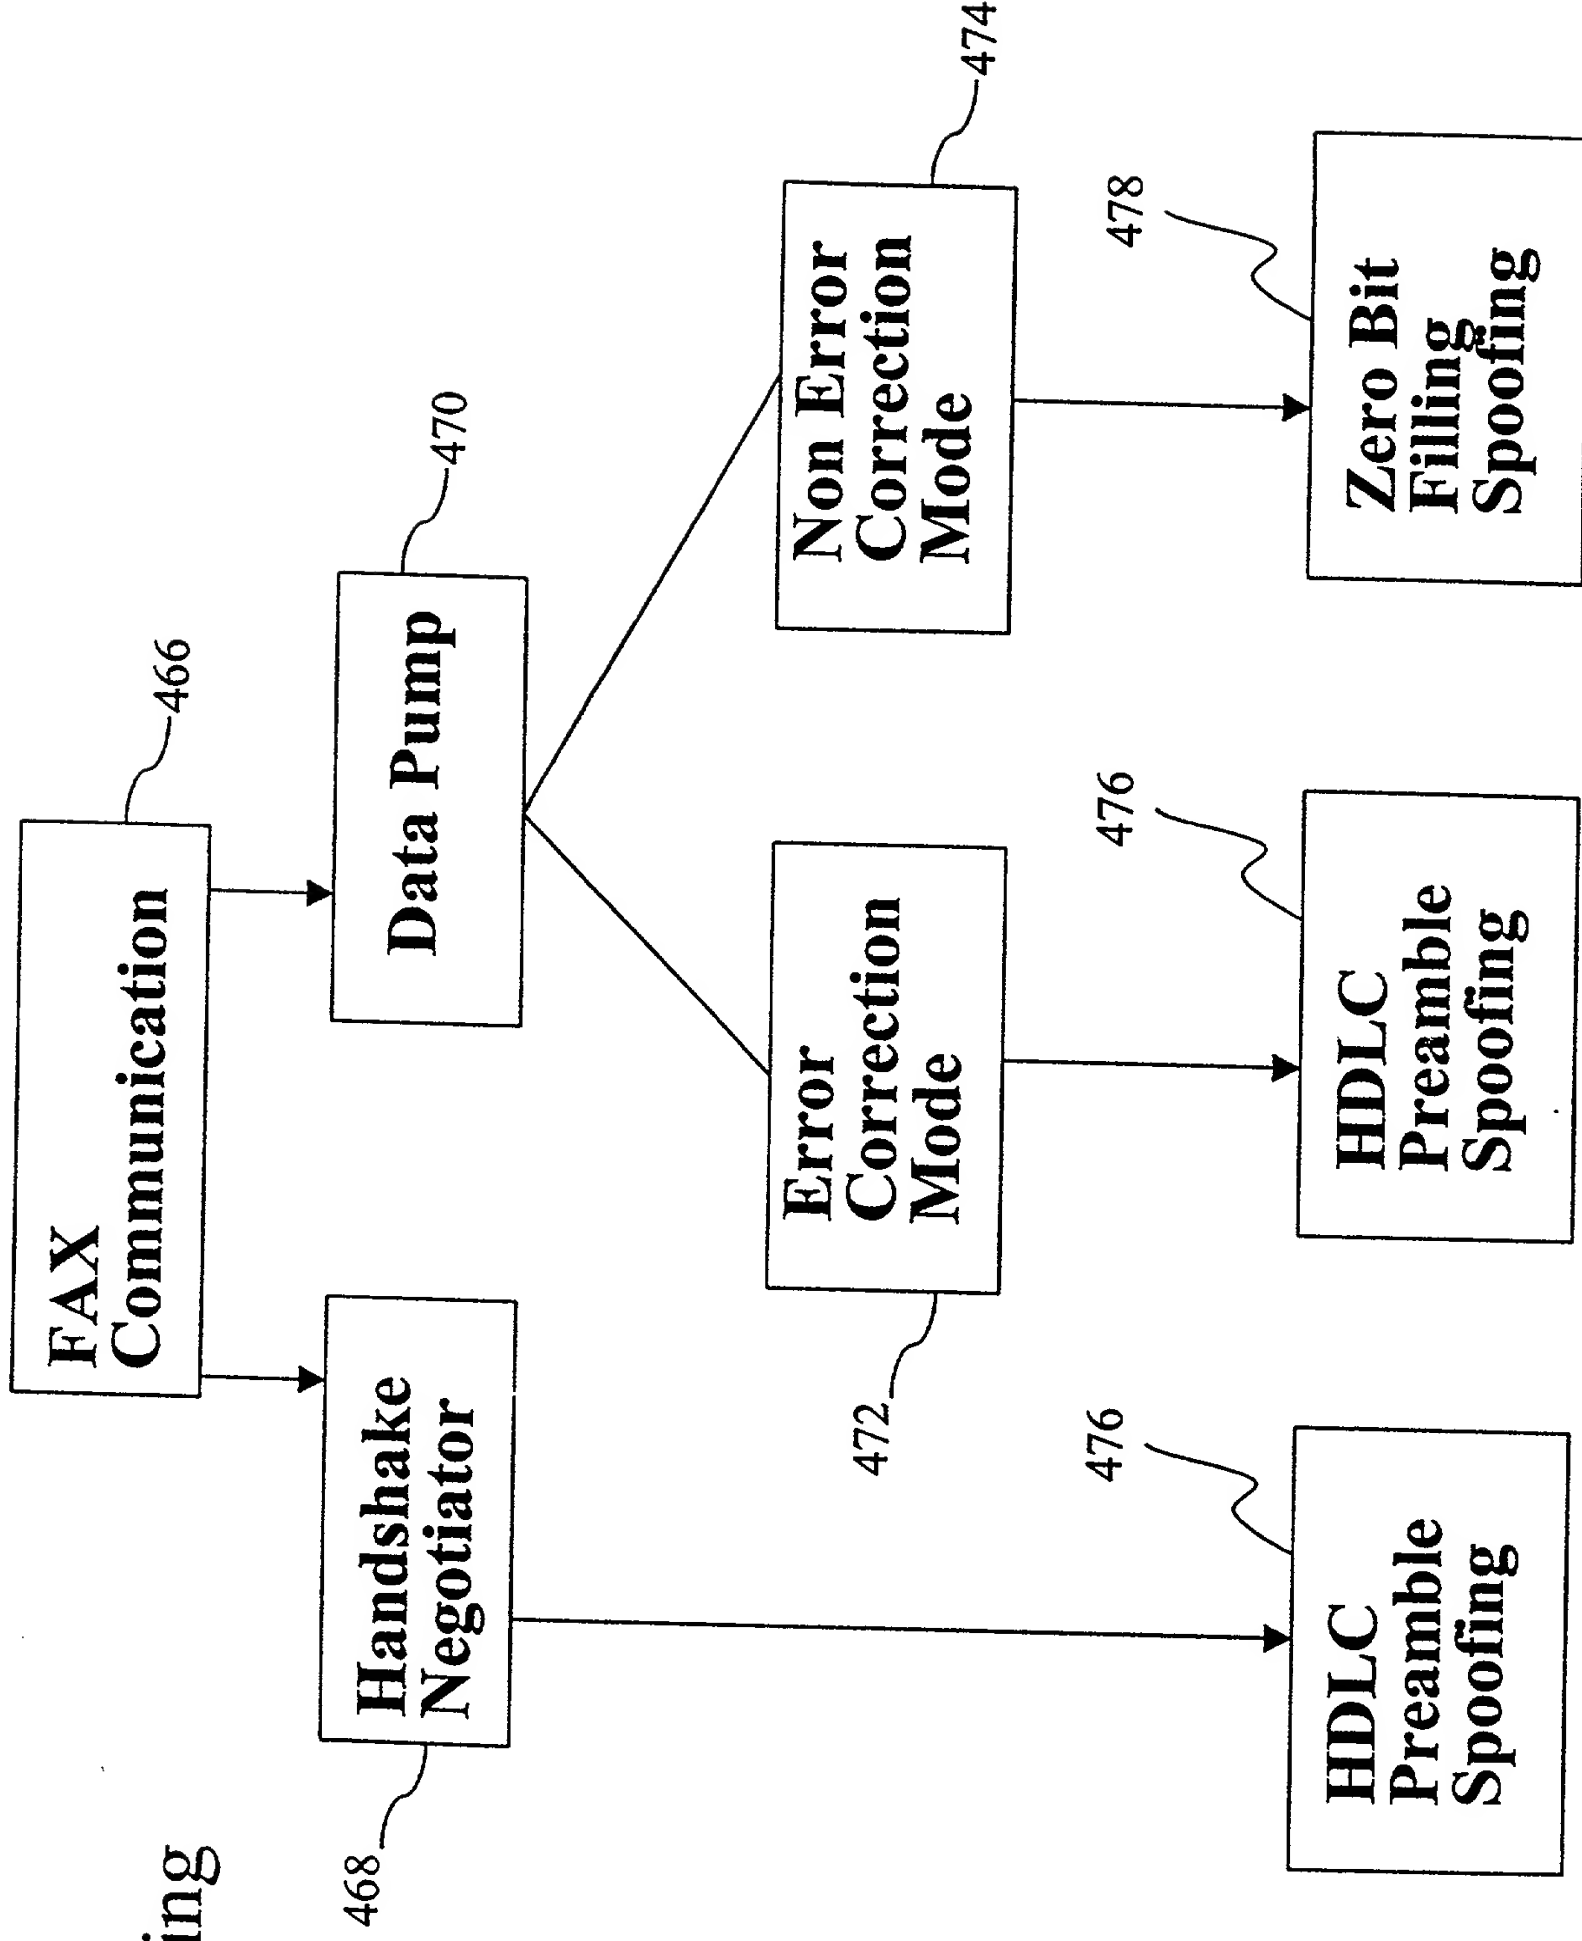 ing
FAX
Communication
466
Handshake
Negotiator
468
Data Pump
470
Error
Correction
Mode
472
Non Error
Correction
Mode
474
HDLC
Preamble
Spoofing
476
HDLC
Preamble
Spoofing
476
Zero Bit
Filling
Spoofing
478